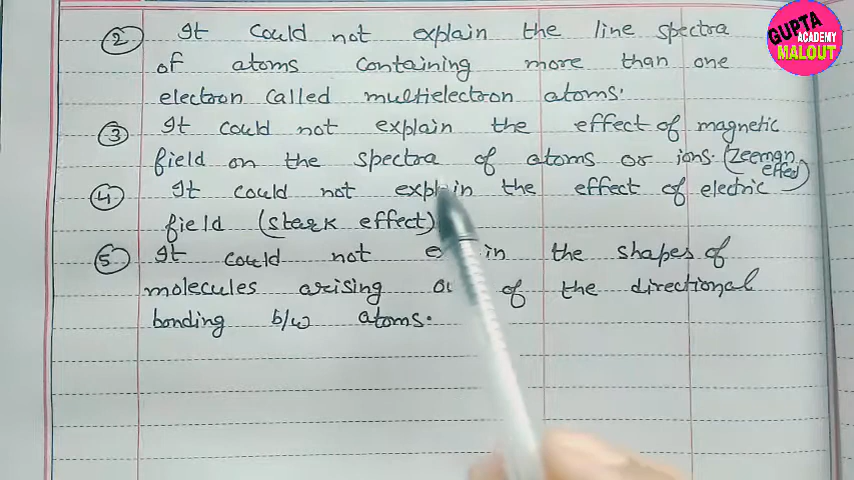 ② It could not explain the line spectra
of atoms containing more than one
electron called multielectron atoms.
③ It could not explain the effect of magnetic
field on the spectra of atoms or ions. (Zeeman
effect)
④ It could not explain the effect of electric
field (stark effect)
⑤ It could not the shapes of
molecules arising of the directional
bonding b/w atoms.
GUPTA
ACADEMY
MALOUT